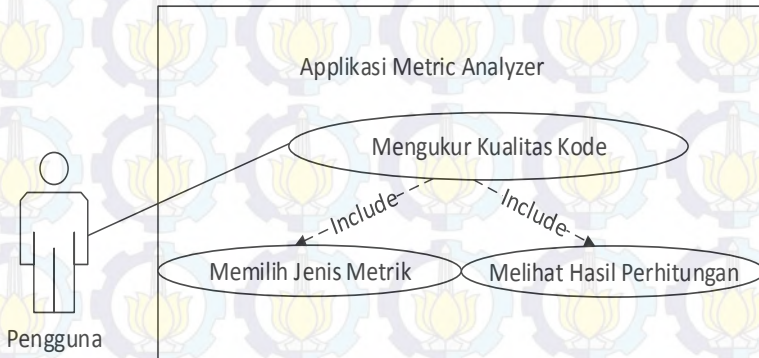 Applikasi Metric Analyzer
Mengukur Kualitas Kode
Include
Include
Memilih Jenis Metrik
Melihat Hasil Perhitungan
Pengguna